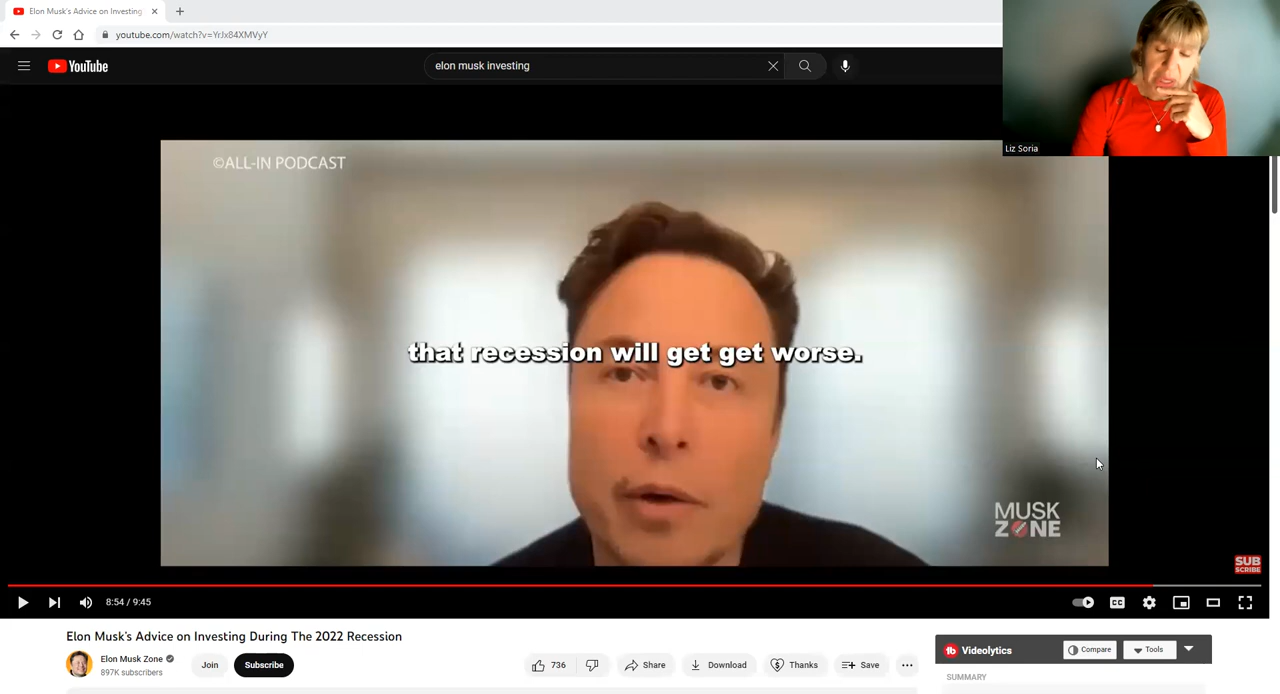 Elon Musk's Advice on Investing
youtube.com/watch?v=YrJx84XMVyY
YouTube
elon musk investing
Liz Soria
©ALL-IN PODCAST
that recession will get get worse.
MUSK
ZONE
SUB
SCRIBE
8:54 / 9:45
CC
Elon Musk's Advice on Investing During The 2022 Recession
Elon Musk Zone
897K subscribers
Join
Subscribe
736
Share
Download
Thanks
Save
tb Videolytics
Compare
Tools
SUMMARY